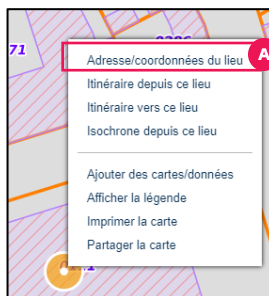 71
Adresse/coordonnées du lieu
A
Itinéraire depuis ce lieu
Itinéraire vers ce lieu
Isochrone depuis ce lieu
Ajouter des cartes/données
Afficher la légende
Imprimer la carte
Partager la carte